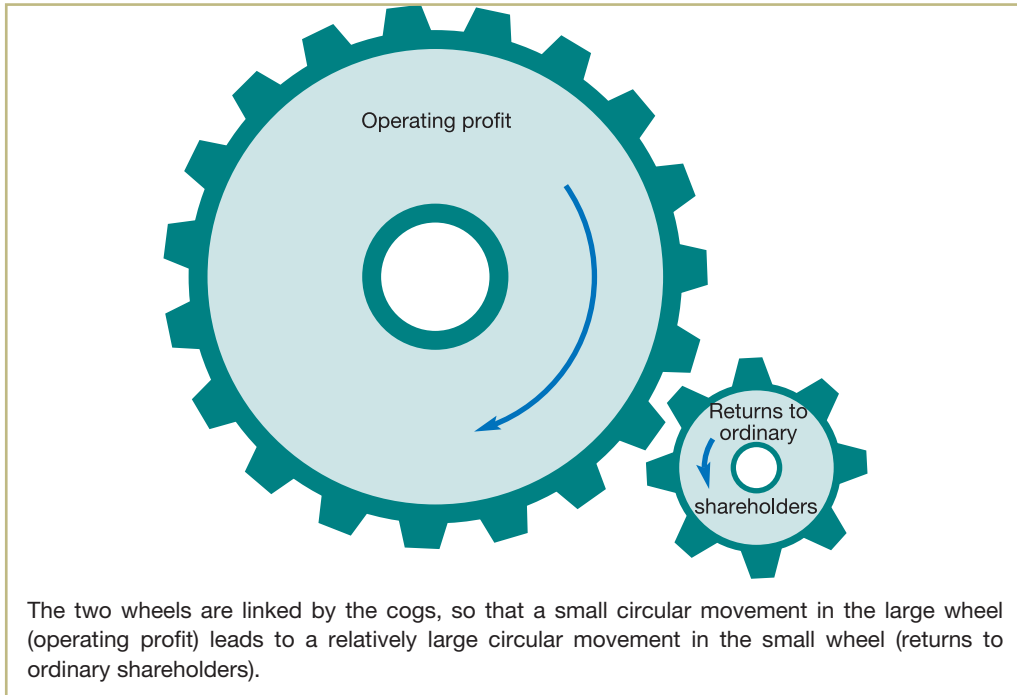 Operating profit
Returns to
ordinary
shareholders
The two wheels are linked by the cogs, so that a small circular movement in the large wheel
(operating profit) leads to a relatively large circular movement in the small wheel (returns to
ordinary shareholders).